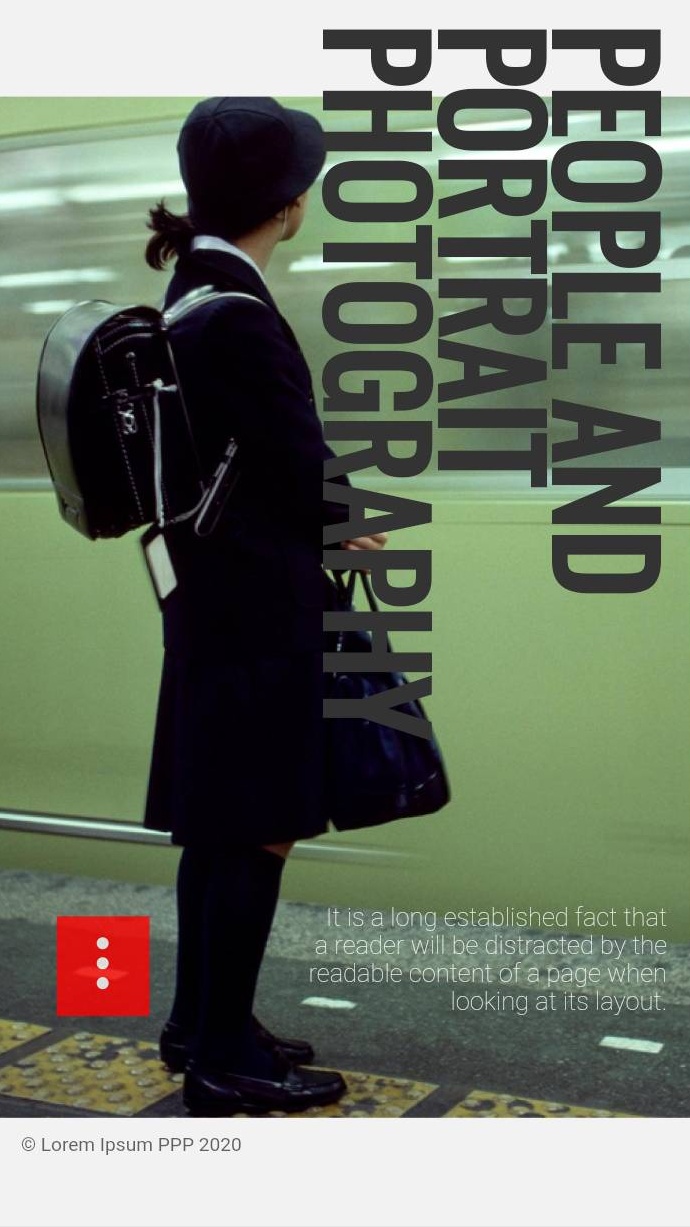 PEOPLE AND
PORTRAIT
PHOTOGRAPHY
It is a long established fact that
a reader will be distracted by the
readable content of a page when
looking at its layout.
© Lorem Ipsum PPP 2020